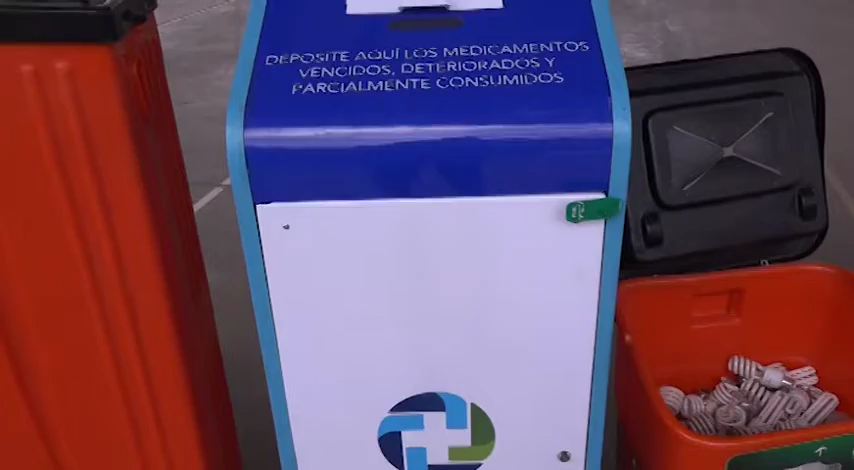 DEPOSITE AQUÍ LOS MEDICAMENTOS
VENCIDOS, DETERIORADOS Y
PARCIALMENTE CONSUMIDOS